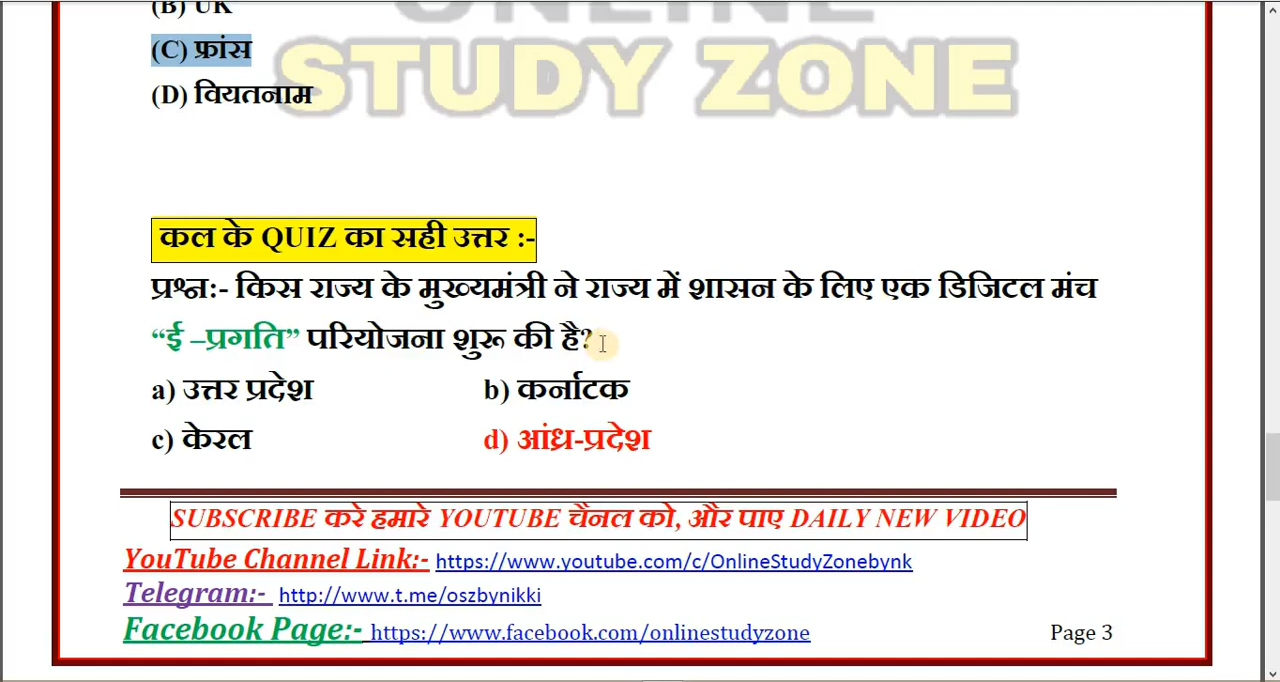 (B) UK
ONLINE
(C) फ्रांस
STUDY ZONE
(D) वियतनाम
कल के QUIZ का सही उत्तर :-
प्रश्न:- किस राज्य के मुख्यमंत्री ने राज्य में शासन के लिए एक डिजिटल मंच
“ई –प्रगति” परियोजना शुरू की है?
a) उत्तर प्रदेश b) कर्नाटक
c) केरल d) आंध्र-प्रदेश
SUBSCRIBE करे हमारे YOUTUBE चैनल को, और पाए DAILY NEW VIDEO
YouTube Channel Link:- https://www.youtube.com/c/OnlineStudyZonebynk
Telegram:- http://www.t.me/oszbynikki
Facebook Page:- https://www.facebook.com/onlinestudyzone Page 3